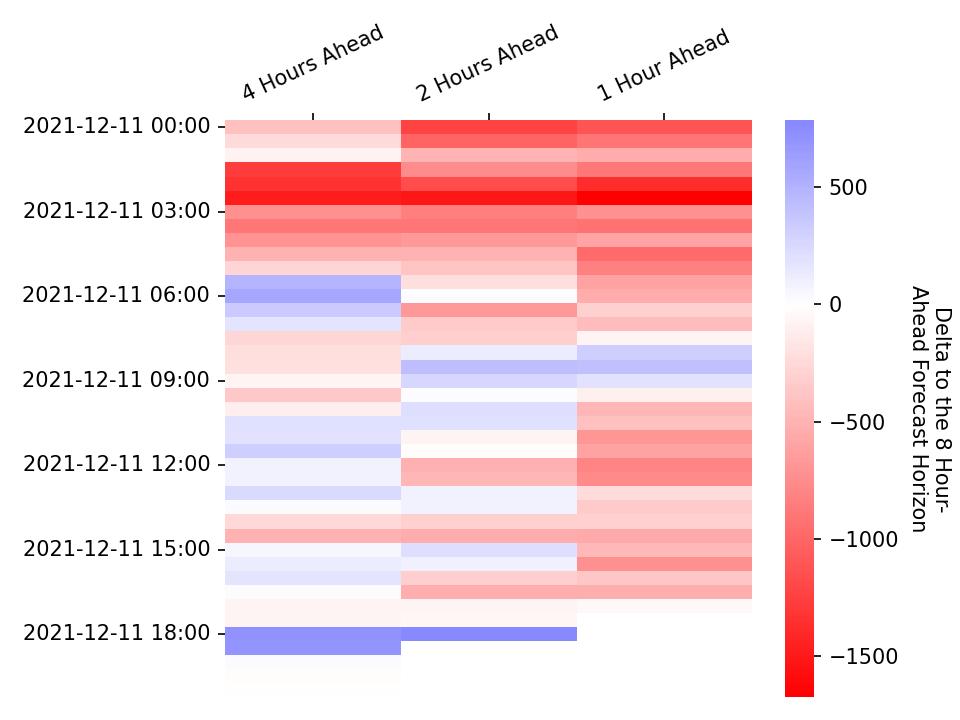 4 Hours Ahead
2 Hours Ahead
1 Hour Ahead
2021-12-11 00:00
2021-12-11 03:00
2021-12-11 06:00
2021-12-11 09:00
2021-12-11 12:00
2021-12-11 15:00
2021-12-11 18:00
500
0
−500
−1000
−1500
Delta to the 8 Hour-
Ahead Forecast Horizon